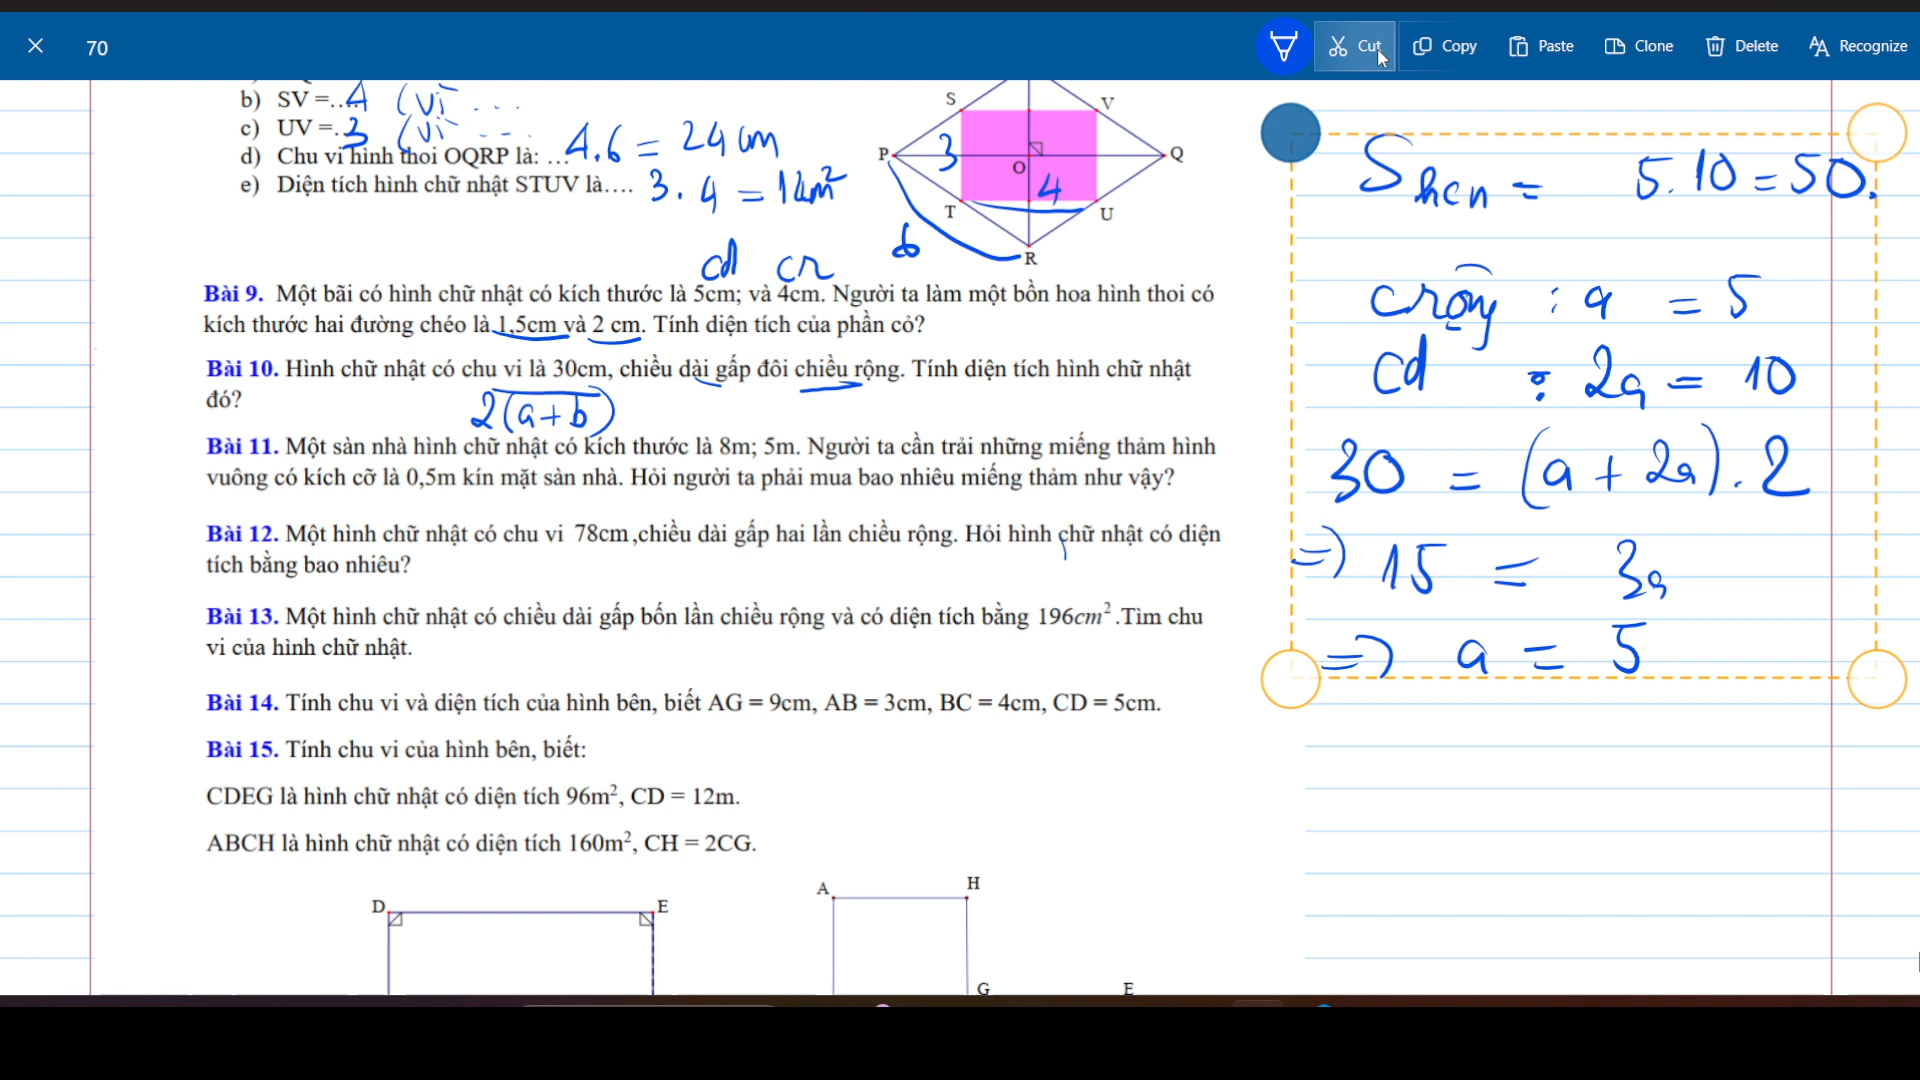 70
Cut Copy Paste Clone Delete Recognize
b) SV =.. 4 (vì ...
c) UV =. 3 (vì ...
d) Chu vi hình thoi OQRP là: ... 4.6 = 24 cm
e) Diện tích hình chữ nhật STUV là…. 3.4 = 12cm²
S V
P 3 O Q
4
T U
6 R
cd cr
Bài 9. Một bãi có hình chữ nhật có kích thước là 5cm; và 4cm. Người ta làm một bồn hoa hình thoi có
kích thước hai đường chéo là 1,5cm và 2 cm. Tính diện tích của phần cỏ?
Bài 10. Hình chữ nhật có chu vi là 30cm, chiều dài gấp đôi chiều rộng. Tính diện tích hình chữ nhật
đó?
2(a+b)
Bài 11. Một sàn nhà hình chữ nhật có kích thước là 8m; 5m. Người ta cần trải những miếng thảm hình
vuông có kích cỡ là 0,5m kín mặt sàn nhà. Hỏi người ta phải mua bao nhiêu miếng thảm như vậy?
Bài 12. Một hình chữ nhật có chu vi 78cm,chiều dài gấp hai lần chiều rộng. Hỏi hình chữ nhật có diện
tích bằng bao nhiêu?
Bài 13. Một hình chữ nhật có chiều dài gấp bốn lần chiều rộng và có diện tích bằng 196cm².Tìm chu
vi của hình chữ nhật.
Bài 14. Tính chu vi và diện tích của hình bên, biết AG = 9cm, AB = 3cm, BC = 4cm, CD = 5cm.
Bài 15. Tính chu vi của hình bên, biết:
CDEG là hình chữ nhật có diện tích 96m², CD = 12m.
ABCH là hình chữ nhật có diện tích 160m², CH = 2CG.
D E
A H
G E
Shcn = 5.10 = 50.
crộng : a = 5
cd : 2a = 10
30 = (a + 2a).2
=> 15 = 3a
=> a = 5